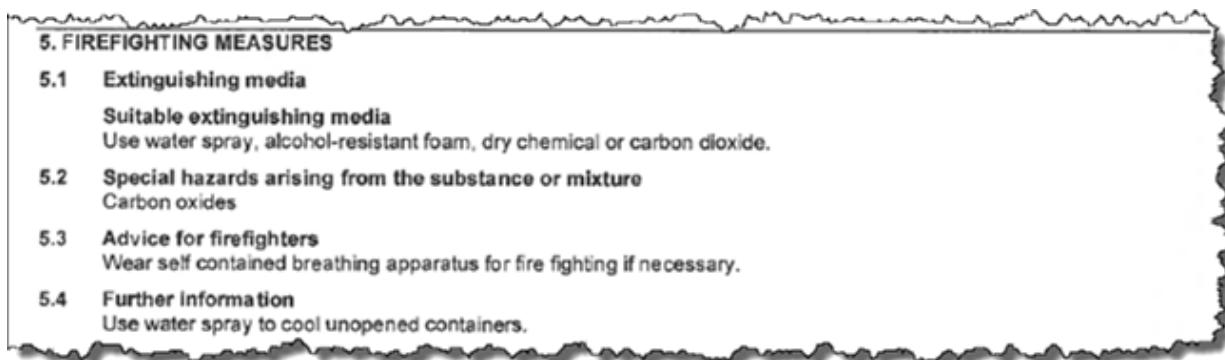 5. FIREFIGHTING MEASURES
5.1 Extinguishing media
Suitable extinguishing media
Use water spray, alcohol-resistant foam, dry chemical or carbon dioxide.
5.2 Special hazards arising from the substance or mixture
Carbon oxides
5.3 Advice for firefighters
Wear self contained breathing apparatus for fire fighting if necessary.
5.4 Further information
Use water spray to cool unopened containers.